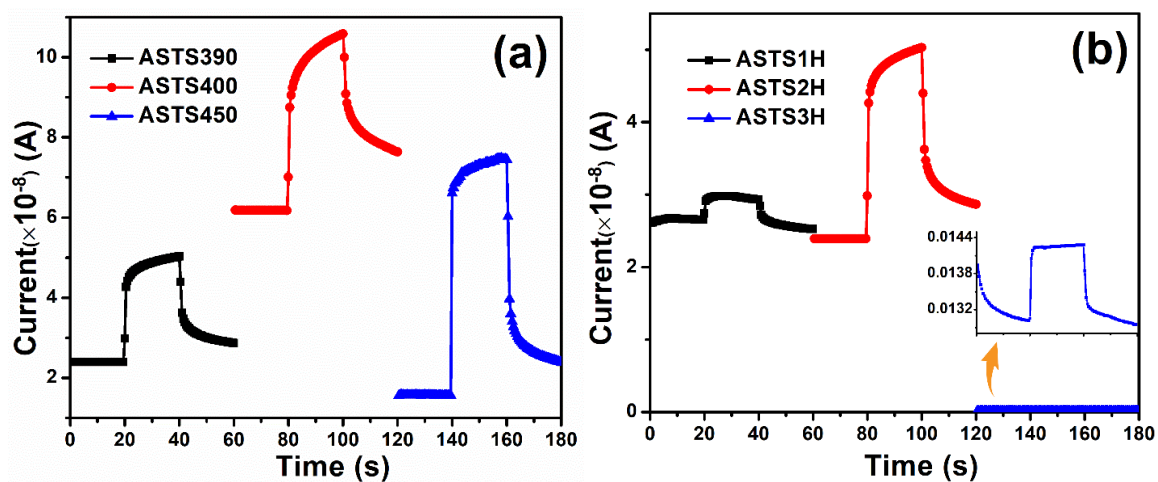 (a)
ASTS390
ASTS400
ASTS450
Current(×10⁻⁸) (A)
10
8
6
4
2
0 20 40 60 80 100 120 140 160 180
Time (s)
(b)
ASTS1H
ASTS2H
ASTS3H
Current(×10⁻⁸) (A)
5
4
3
2
0
0 20 40 60 80 100 120 140 160 180
Time (s)
0.0144
0.0138
0.0132